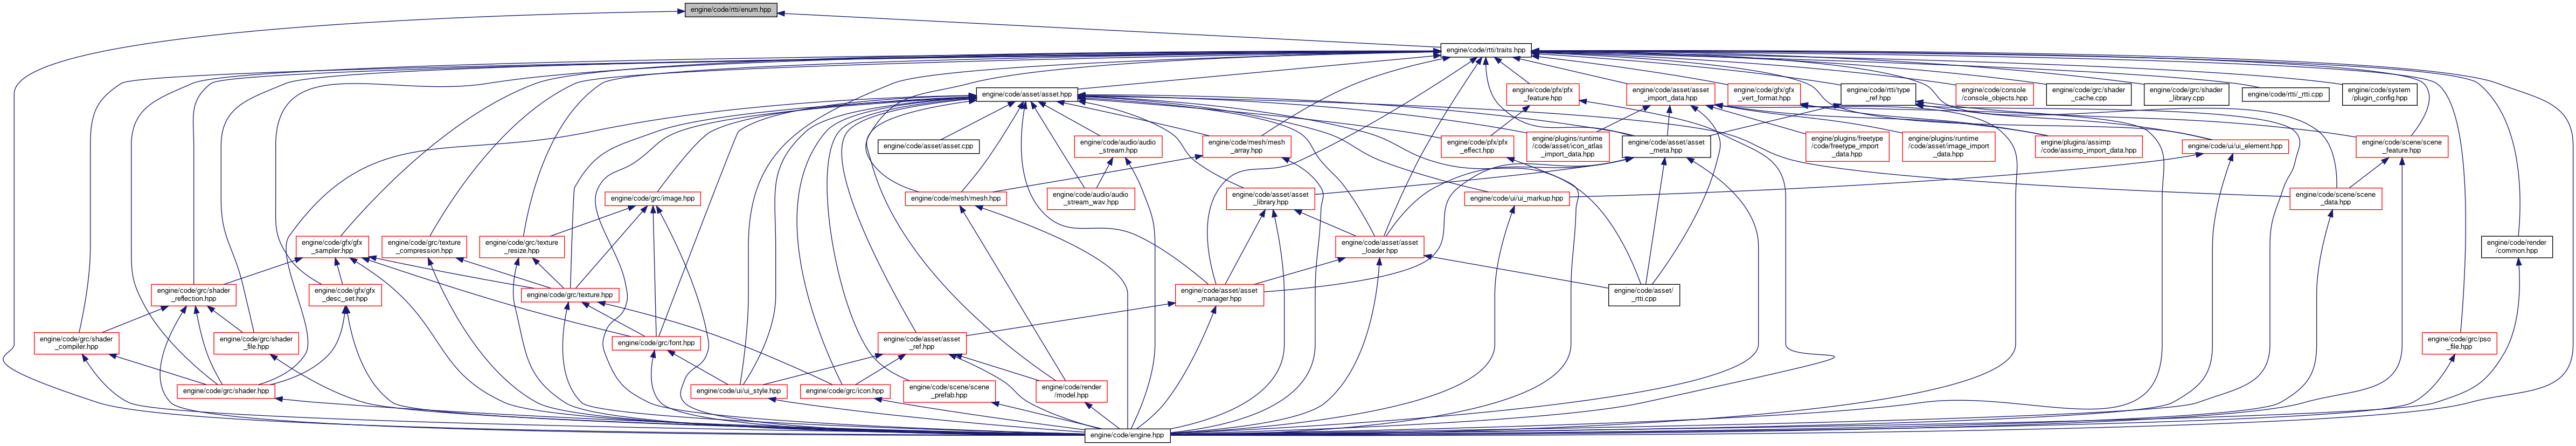 engine/code/rtti/enum.hpp
engine/code/rtti/traits.hpp
engine/code/asset/asset.hpp
engine/code/pfx/pfx
_feature.hpp
engine/code/asset/asset
_import_data.hpp
engine/code/gfx/gfx
_vert_format.hpp
engine/code/rtti/type
_ref.hpp
engine/code/console
/console_objects.hpp
engine/code/grc/shader
_cache.cpp
engine/code/grc/shader
_library.cpp
engine/code/rtti/_rtti.cpp
engine/code/system
/plugin_config.hpp
engine/code/asset/asset.cpp
engine/code/audio/audio
_stream.hpp
engine/code/mesh/mesh
_array.hpp
engine/code/pfx/pfx
_effect.hpp
engine/plugins/runtime
/code/asset/icon_atlas
_import_data.hpp
engine/code/asset/asset
_meta.hpp
engine/plugins/freetype
/code/freetype_import
_data.hpp
engine/plugins/runtime
/code/asset/image_import
_data.hpp
engine/plugins/assimp
/code/assimp_import_data.hpp
engine/code/ui/ui_element.hpp
engine/code/scene/scene
_feature.hpp
engine/code/grc/image.hpp
engine/code/mesh/mesh.hpp
engine/code/audio/audio
_stream_wav.hpp
engine/code/asset/asset
_library.hpp
engine/code/ui/ui_markup.hpp
engine/code/scene/scene
_data.hpp
engine/code/gfx/gfx
_sampler.hpp
engine/code/grc/texture
_compression.hpp
engine/code/grc/texture
_resize.hpp
engine/code/asset/asset
_loader.hpp
engine/code/render
/common.hpp
engine/code/grc/shader
_reflection.hpp
engine/code/gfx/gfx
_desc_set.hpp
engine/code/grc/texture.hpp
engine/code/asset/asset
_manager.hpp
engine/code/asset/
_rtti.cpp
engine/code/grc/shader
_compiler.hpp
engine/code/grc/shader
_file.hpp
engine/code/grc/font.hpp
engine/code/asset/asset
_ref.hpp
engine/code/grc/pso
_file.hpp
engine/code/grc/shader.hpp
engine/code/ui/ui_style.hpp
engine/code/grc/icon.hpp
engine/code/scene/scene
_prefab.hpp
engine/code/render
/model.hpp
engine/code/engine.hpp